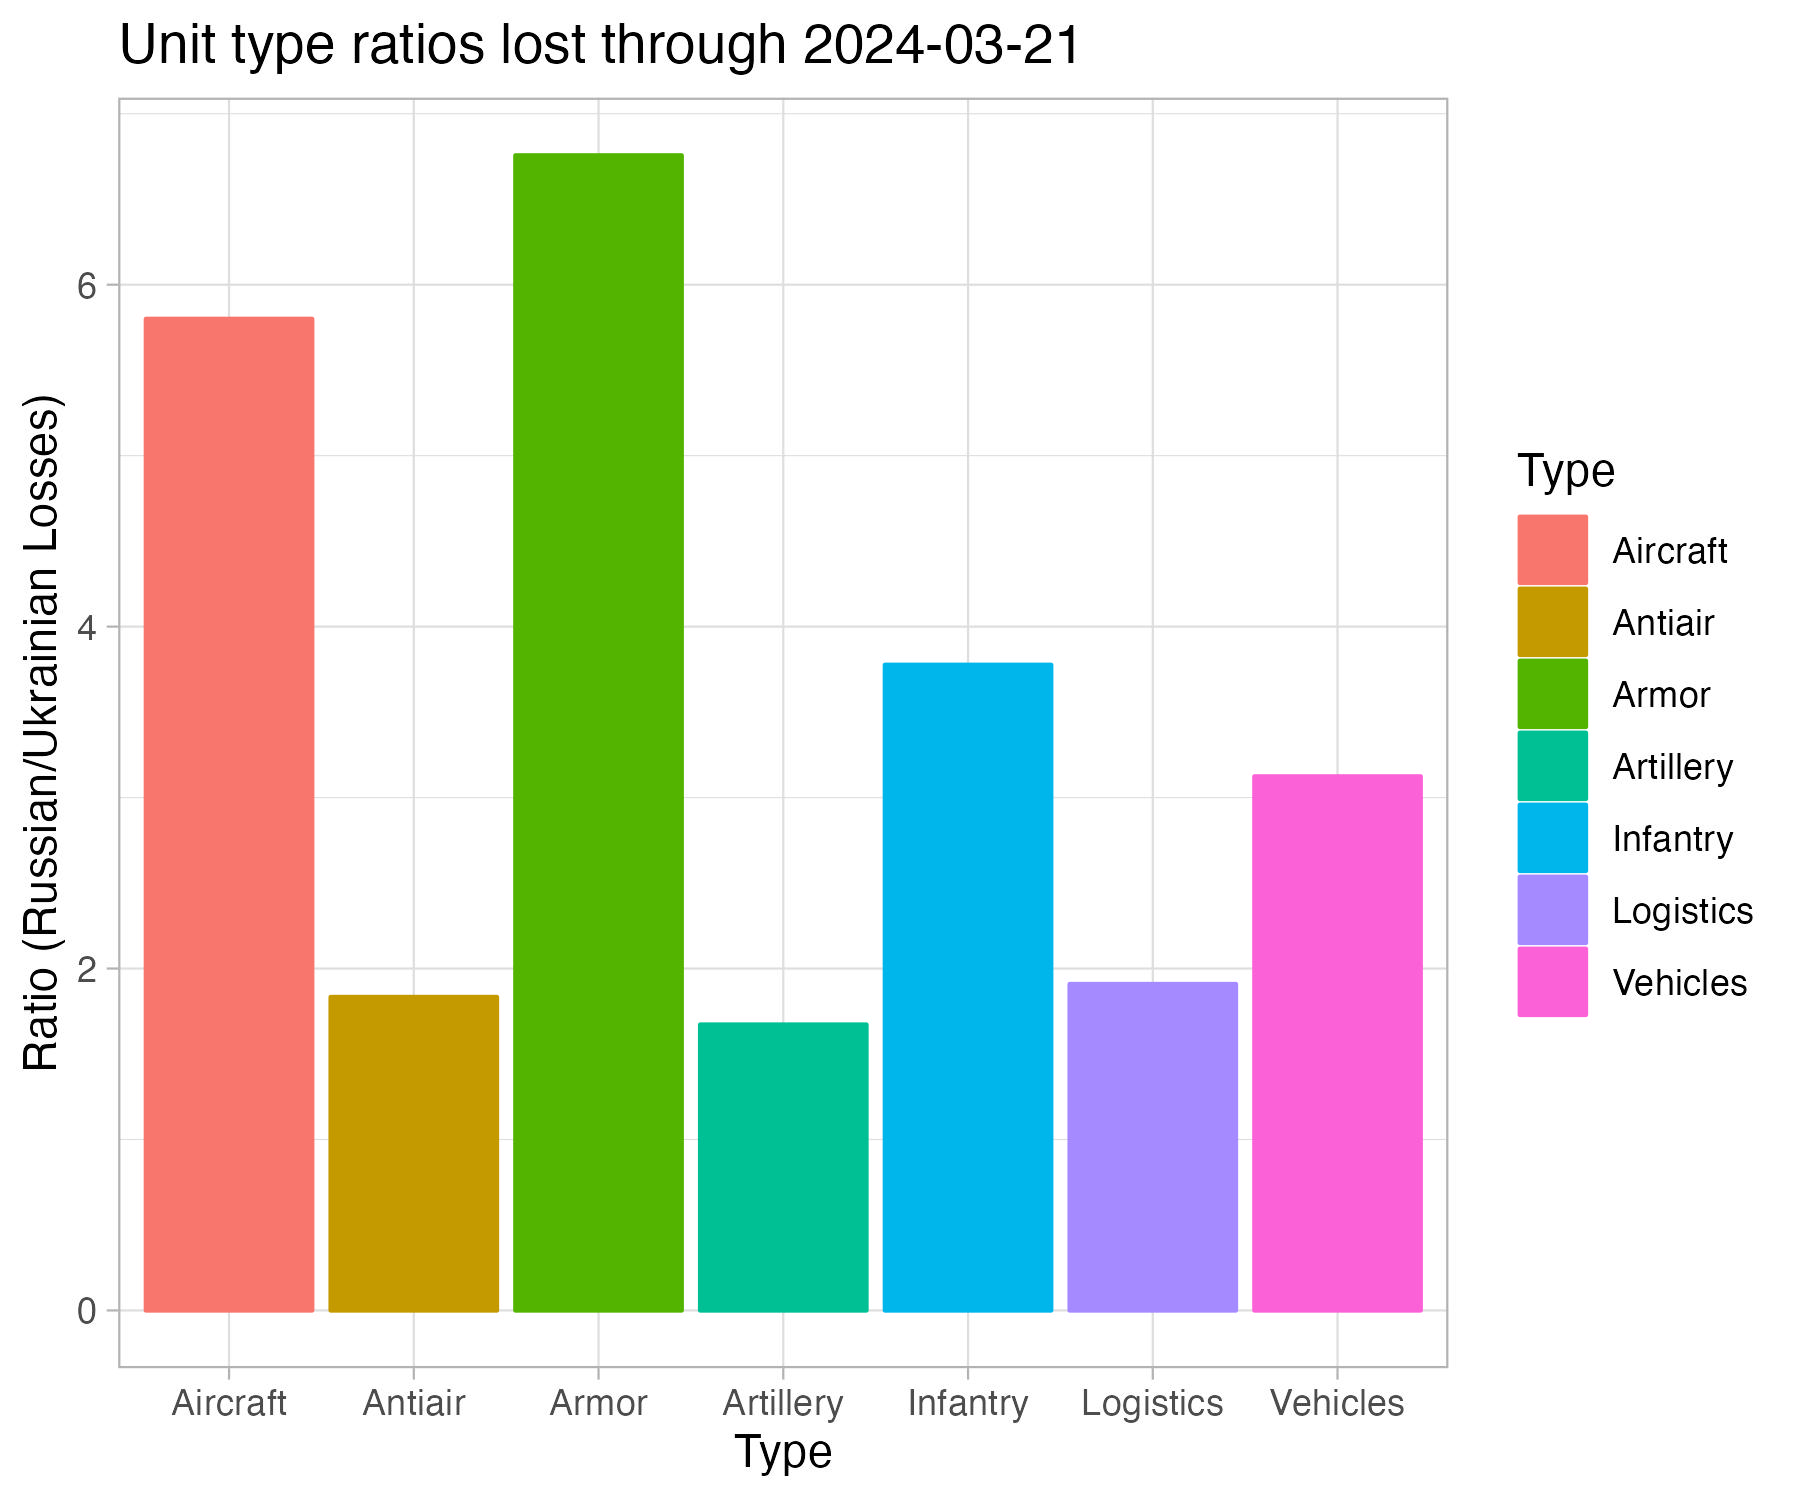 Unit type ratios lost through 2024-03-21
Ratio (Russian/Ukrainian Losses)
6
4
2
0
Aircraft
Antiair
Armor
Artillery
Infantry
Logistics
Vehicles
Type
Type
Aircraft
Antiair
Armor
Artillery
Infantry
Logistics
Vehicles